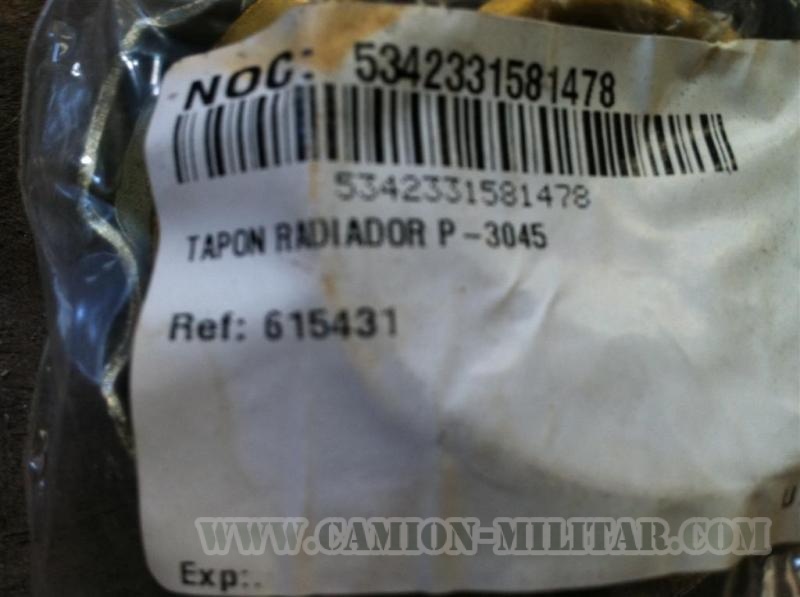 NOC: 5342331581478
5342331581478
TAPON RADIADOR P-3045
Ref: 615431
U
WWW.CAMION-MILITAR.COM
Exp:.